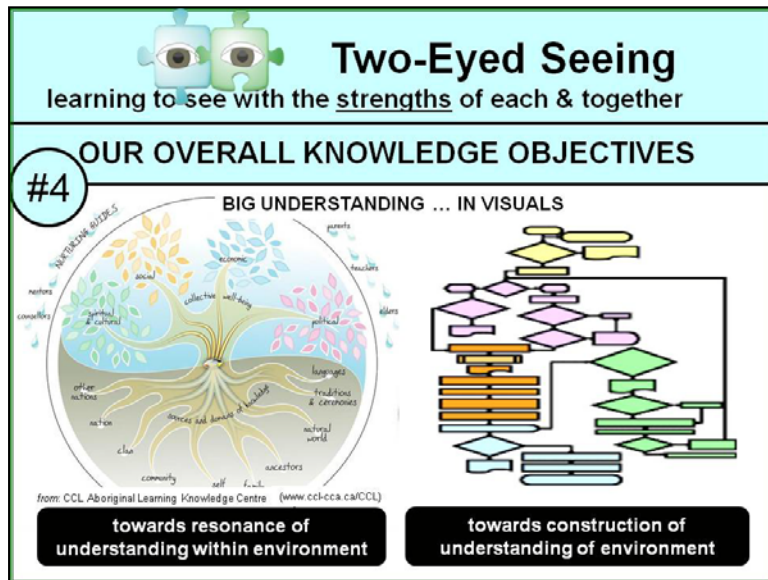 Two-Eyed Seeing
learning to see with the strengths of each & together
OUR OVERALL KNOWLEDGE OBJECTIVES
#4
BIG UNDERSTANDING ... IN VISUALS
NURTURING GUIDES
parents
teachers
elders
mentors
counsellors
social
economic
spiritual
& cultural
political
collective well-being
sources and domains of knowledge
languages
traditions
& ceremonies
natural
world
ancestors
family
self
community
clan
nation
other
nations
from: CCL Aboriginal Learning Knowledge Centre (www.ccl-cca.ca/CCL)
towards resonance of
understanding within environment
towards construction of
understanding of environment